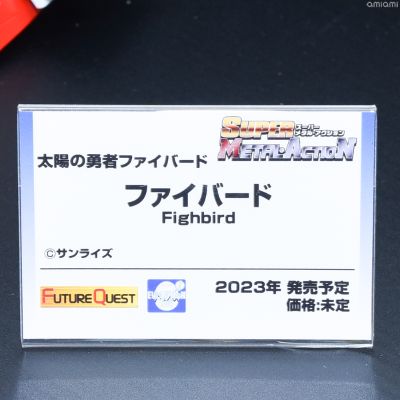 amiami
SUPER
スーパー
メタルアクション
METAL・ACTION
太陽の勇者ファイバード
ファイバード
Fighbird
©サンライズ
FUTURE QUEST
EVOLUTION
2023年 発売予定
価格:未定